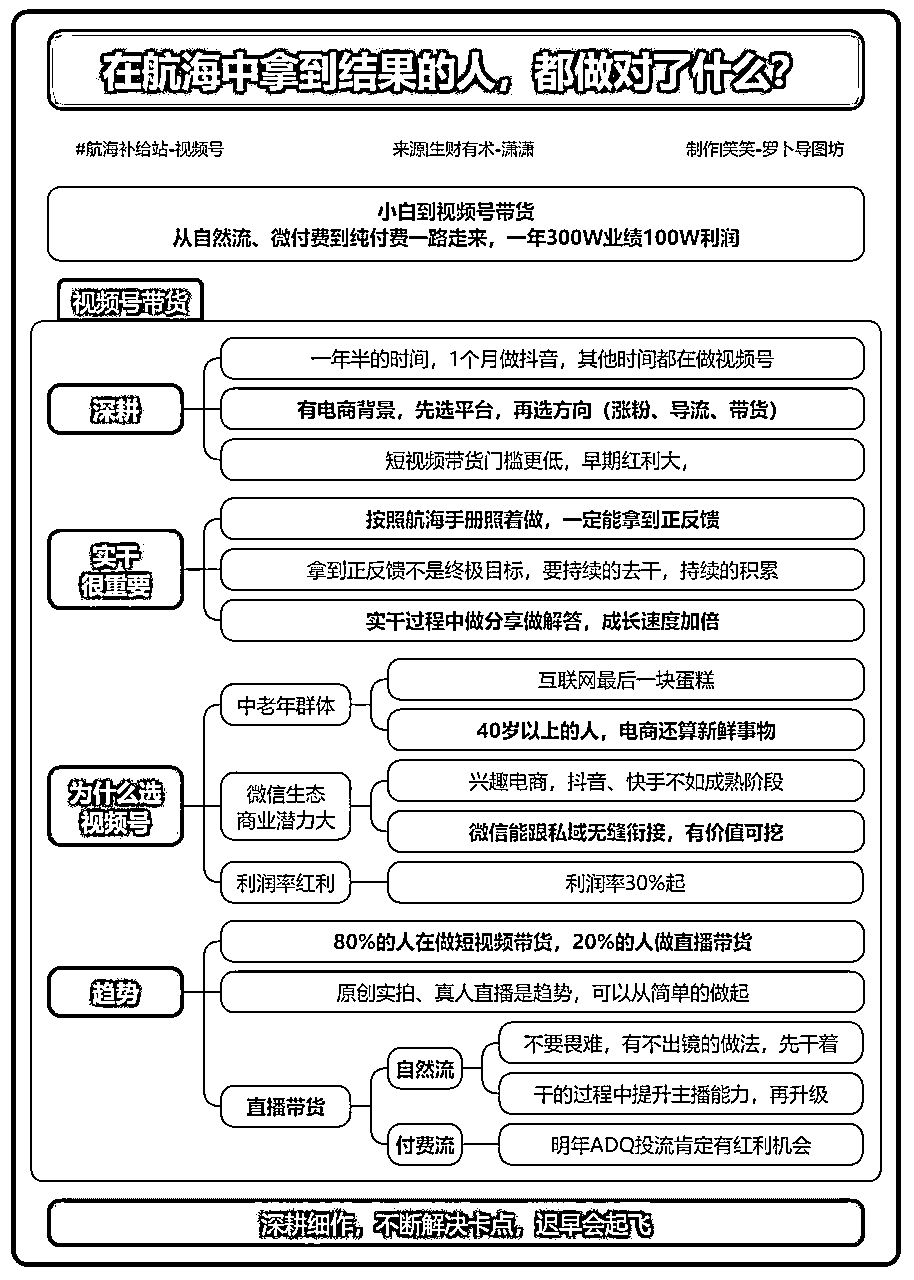 在航海中拿到结果的人，都做对了什么？
#航海补给站-视频号
来源|生财有术-潇潇
制作|笑笑-罗卜导图坊
小白到视频号带货
从自然流、微付费到纯付费一路走来，一年300W业绩100W利润
视频号带货
深耕
一年半的时间，1个月做抖音，其他时间都在做视频号
有电商背景，先选平台，再选方向（涨粉、导流、带货）
短视频带货门槛更低，早期红利大，
实干
很重要
按照航海手册照着做，一定能拿到正反馈
拿到正反馈不是终极目标，要持续的去干，持续的积累
实干过程中做分享做解答，成长速度加倍
为什么选
视频号
中老年群体
互联网最后一块蛋糕
40岁以上的人，电商还算新鲜事物
微信生态
商业潜力大
兴趣电商，抖音、快手不如成熟阶段
微信能跟私域无缝衔接，有价值可挖
利润率红利
利润率30%起
趋势
80%的人在做短视频带货，20%的人做直播带货
原创实拍、真人直播是趋势，可以从简单的做起
直播带货
自然流
不要畏难，有不出镜的做法，先干着
干的过程中提升主播能力，再升级
付费流
明年ADQ投流肯定有红利机会
深耕细作，不断解决卡点，迟早会起飞